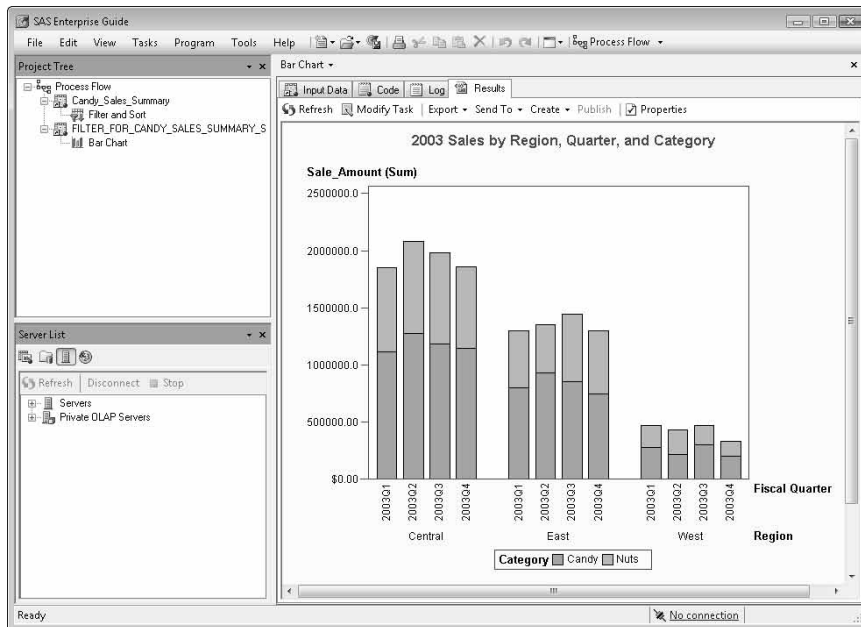 SAS Enterprise Guide
File Edit View Tasks Program Tools Help Process Flow
Project Tree
Process Flow
Candy_Sales_Summary
Filter and Sort
FILTER_FOR_CANDY_SALES_SUMMARY_S
Bar Chart
Server List
Refresh Disconnect Stop
Servers
Private OLAP Servers
Bar Chart
Input Data Code Log Results
Refresh Modify Task Export Send To Create Publish Properties
2003 Sales by Region, Quarter, and Category
Sale_Amount (Sum)
2500000.0
2000000.0
1500000.0
1000000.0
500000.00
$0.00
2003Q1 2003Q2 2003Q3 2003Q4 2003Q1 2003Q2 2003Q3 2003Q4 2003Q1 2003Q2 2003Q3 2003Q4 Fiscal Quarter
Central East West Region
Category Candy Nuts
Ready No connection